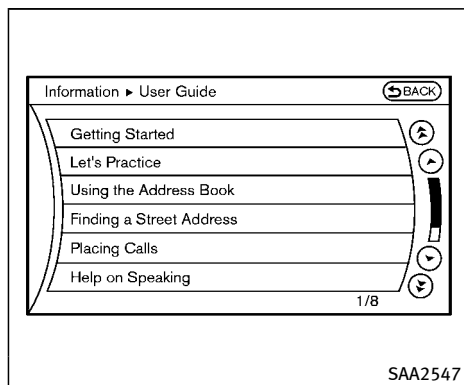 Information ▸ User Guide
BACK
Getting Started
Let's Practice
Using the Address Book
Finding a Street Address
Placing Calls
Help on Speaking
1/8
SAA2547